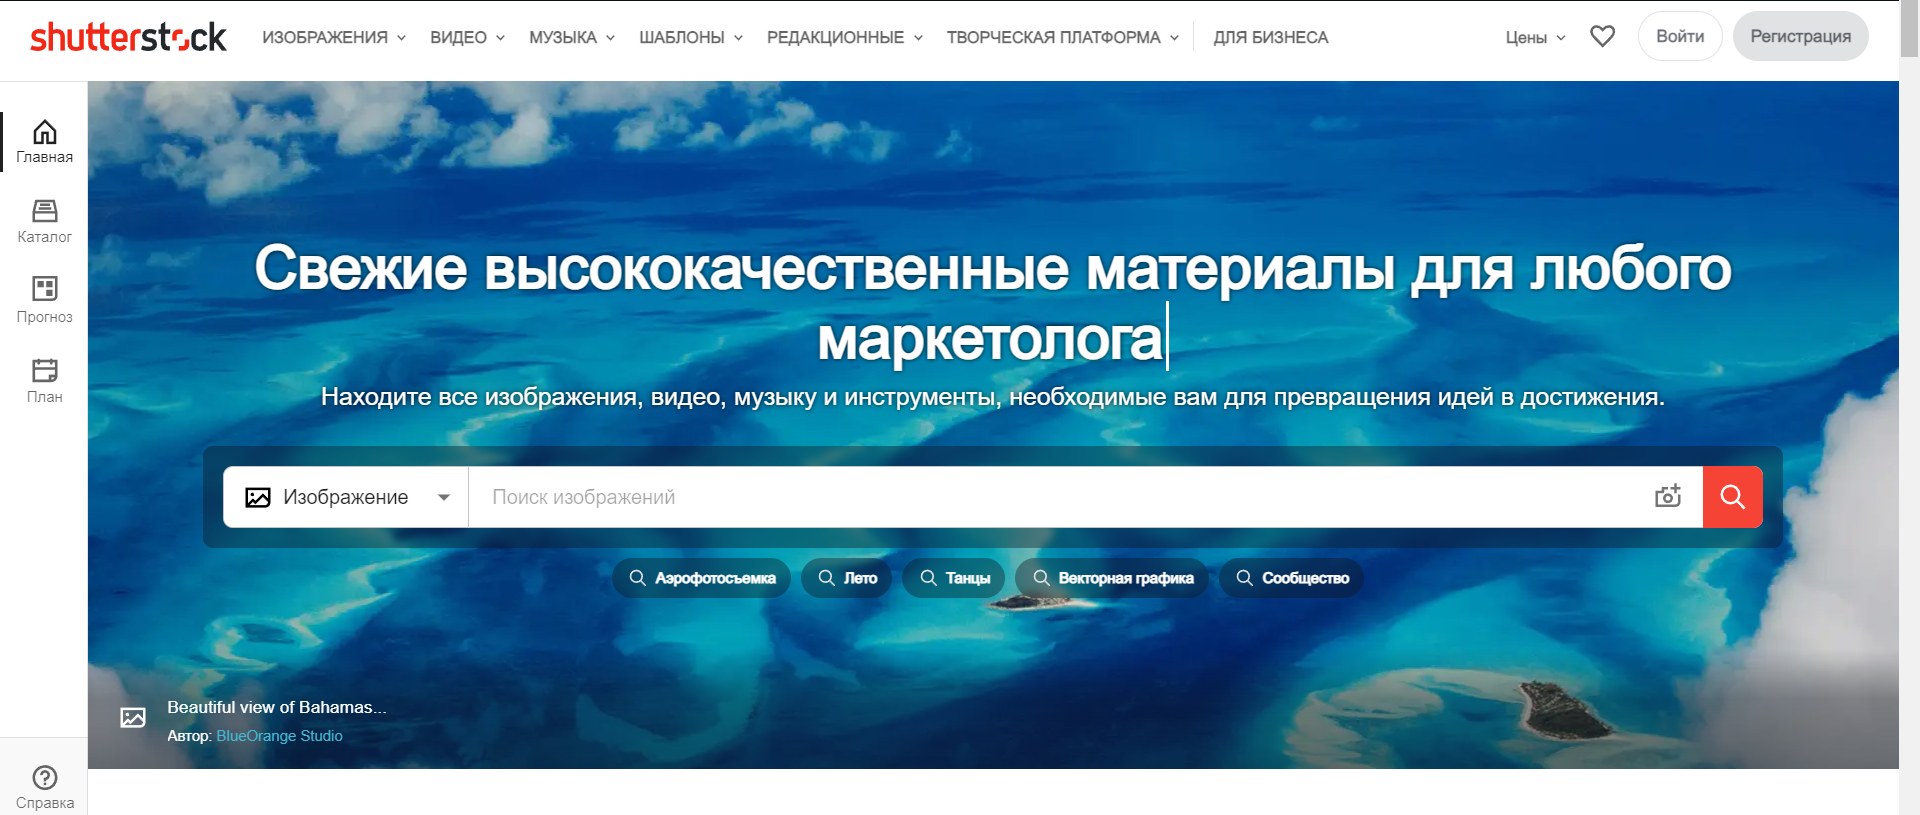 shutterstock
ИЗОБРАЖЕНИЯ ВИДЕО МУЗЫКА ШАБЛОНЫ РЕДАКЦИОННЫЕ ТВОРЧЕСКАЯ ПЛАТФОРМА ДЛЯ БИЗНЕСА Цены Войти Регистрация
Главная
Каталог
Прогноз
План
Справка
Свежие высококачественные материалы для любого
маркетолога
Находите все изображения, видео, музыку и инструменты, необходимые вам для превращения идей в достижения.
Изображение Поиск изображений
Аэрофотосъемка Лето Танцы Векторная графика Сообщество
Beautiful view of Bahamas...
Автор: BlueOrange Studio